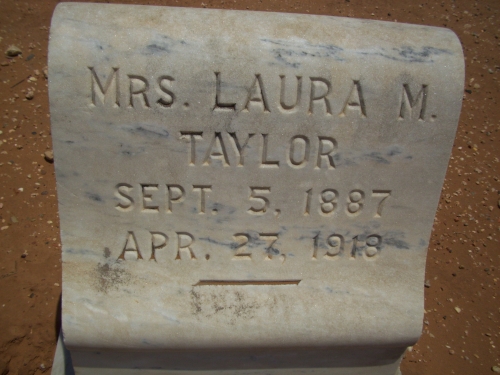 MRS. LAURA M.
TAYLOR
SEPT. 5. 1887
APR. 27, 1918